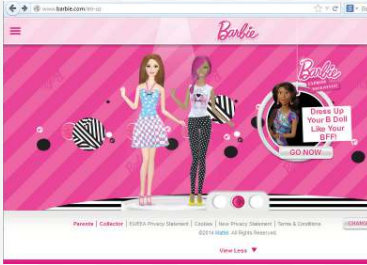 www.barbie.com/en-us
Barbie
Barbie
Dress Up
Your B Doll
Like Your
BFF!
GO NOW
Parents | Collector | EU/EEA Privacy Statement | Cookies | New Privacy Statement | Terms & Conditions
©2014 Mattel. All Rights Reserved.
View Less ▼